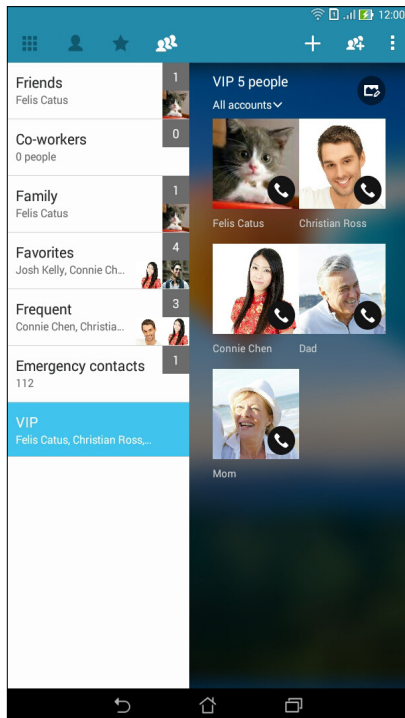 12:00
Friends
1
Felis Catus
Co-workers
0
0 people
Family
1
Felis Catus
Favorites
4
Josh Kelly, Connie Ch...
Frequent
3
Connie Chen, Christia...
Emergency contacts
1
112
VIP
Felis Catus, Christian Ross,...
VIP 5 people
All accounts
Felis Catus
Christian Ross
Connie Chen
Dad
Mom